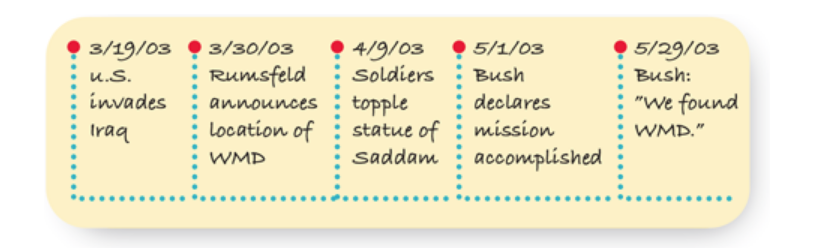 3/19/03
u.S.
invades
Iraq
3/30/03
Rumsfeld
announces
location of
WMD
4/9/03
Soldiers
topple
statue of
Saddam
5/1/03
Bush
declares
mission
accomplished
5/29/03
Bush:
"We found
WMD."